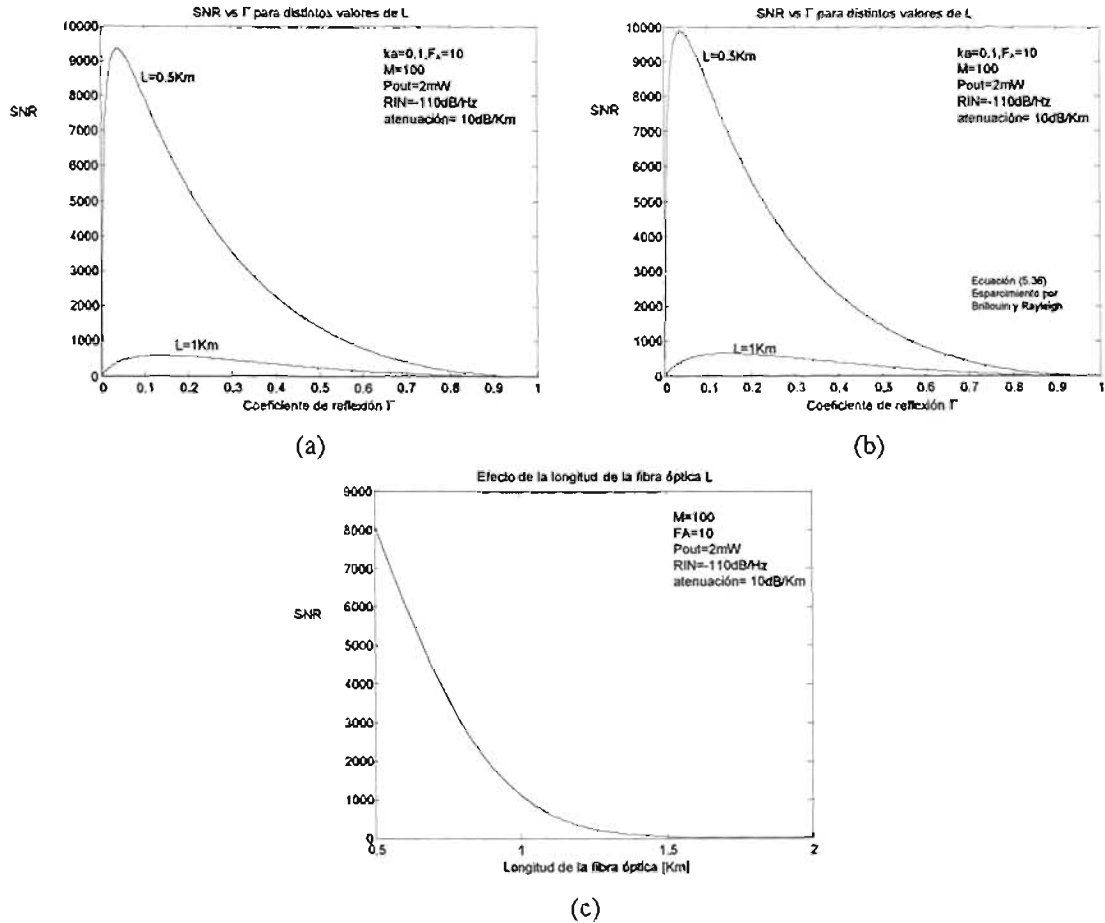 SNR vs Γ para distintos valores de L
10000
9000
8000
7000
6000
5000
4000
3000
2000
1000
0
SNR
L=0.5Km
ka=0.1,F_A=10
M=100
Pout=2mW
RIN=-110dB/Hz
atenuación= 10dB/Km
L=1Km
0 0.1 0.2 0.3 0.4 0.5 0.6 0.7 0.8 0.9 1
Coeficiente de reflexión Γ
(a)
SNR vs Γ para distintos valores de L
10000
9000
8000
7000
6000
5000
4000
3000
2000
1000
0
SNR
L=0.5Km
ka=0.1,F_A=10
M=100
Pout=2mW
RIN=-110dB/Hz
atenuación= 10dB/Km
Ecuación (5.36)
Esparcimiento por
Brillouin y Rayleigh
L=1Km
0 0.1 0.2 0.3 0.4 0.5 0.6 0.7 0.8 0.9 1
Coeficiente de reflexión Γ
(b)
Efecto de la longitud de la fibra óptica L
9000
8000
7000
6000
5000
4000
3000
2000
1000
0
SNR
M=100
FA=10
Pout=2mW
RIN=-110dB/Hz
atenuación= 10dB/Km
0.5 1 1.5 2
Longitud de la fibra óptica [Km]
(c)